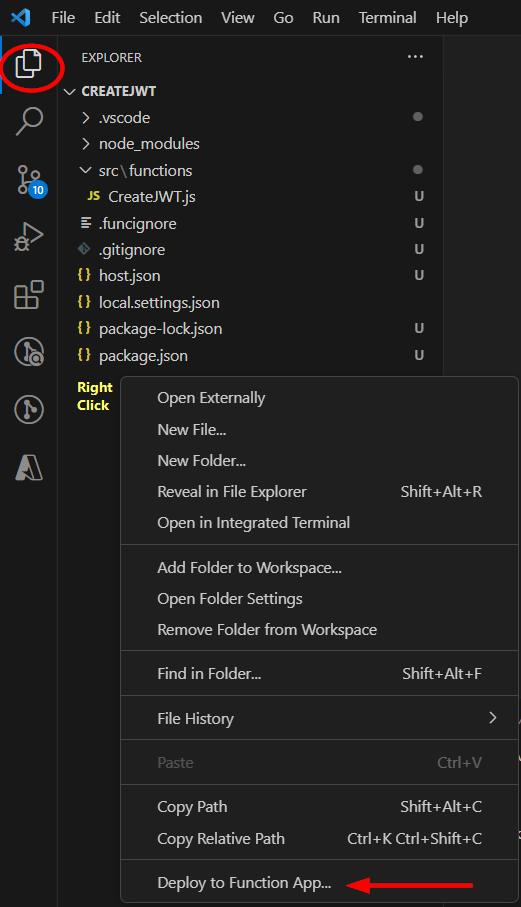 File Edit Selection View Go Run Terminal Help
EXPLORER ...
CREATEJWT
.vscode
node_modules
src\functions
JS CreateJWT.js U
.funcignore U
.gitignore U
{} host.json U
{} local.settings.json
{} package-lock.json U
{} package.json U
10
Right
Click
Open Externally
New File...
New Folder...
Reveal in File Explorer Shift+Alt+R
Open in Integrated Terminal
Add Folder to Workspace...
Open Folder Settings
Remove Folder from Workspace
Find in Folder... Shift+Alt+F
File History
Paste Ctrl+V
Copy Path Shift+Alt+C
Copy Relative Path Ctrl+K Ctrl+Shift+C
Deploy to Function App...